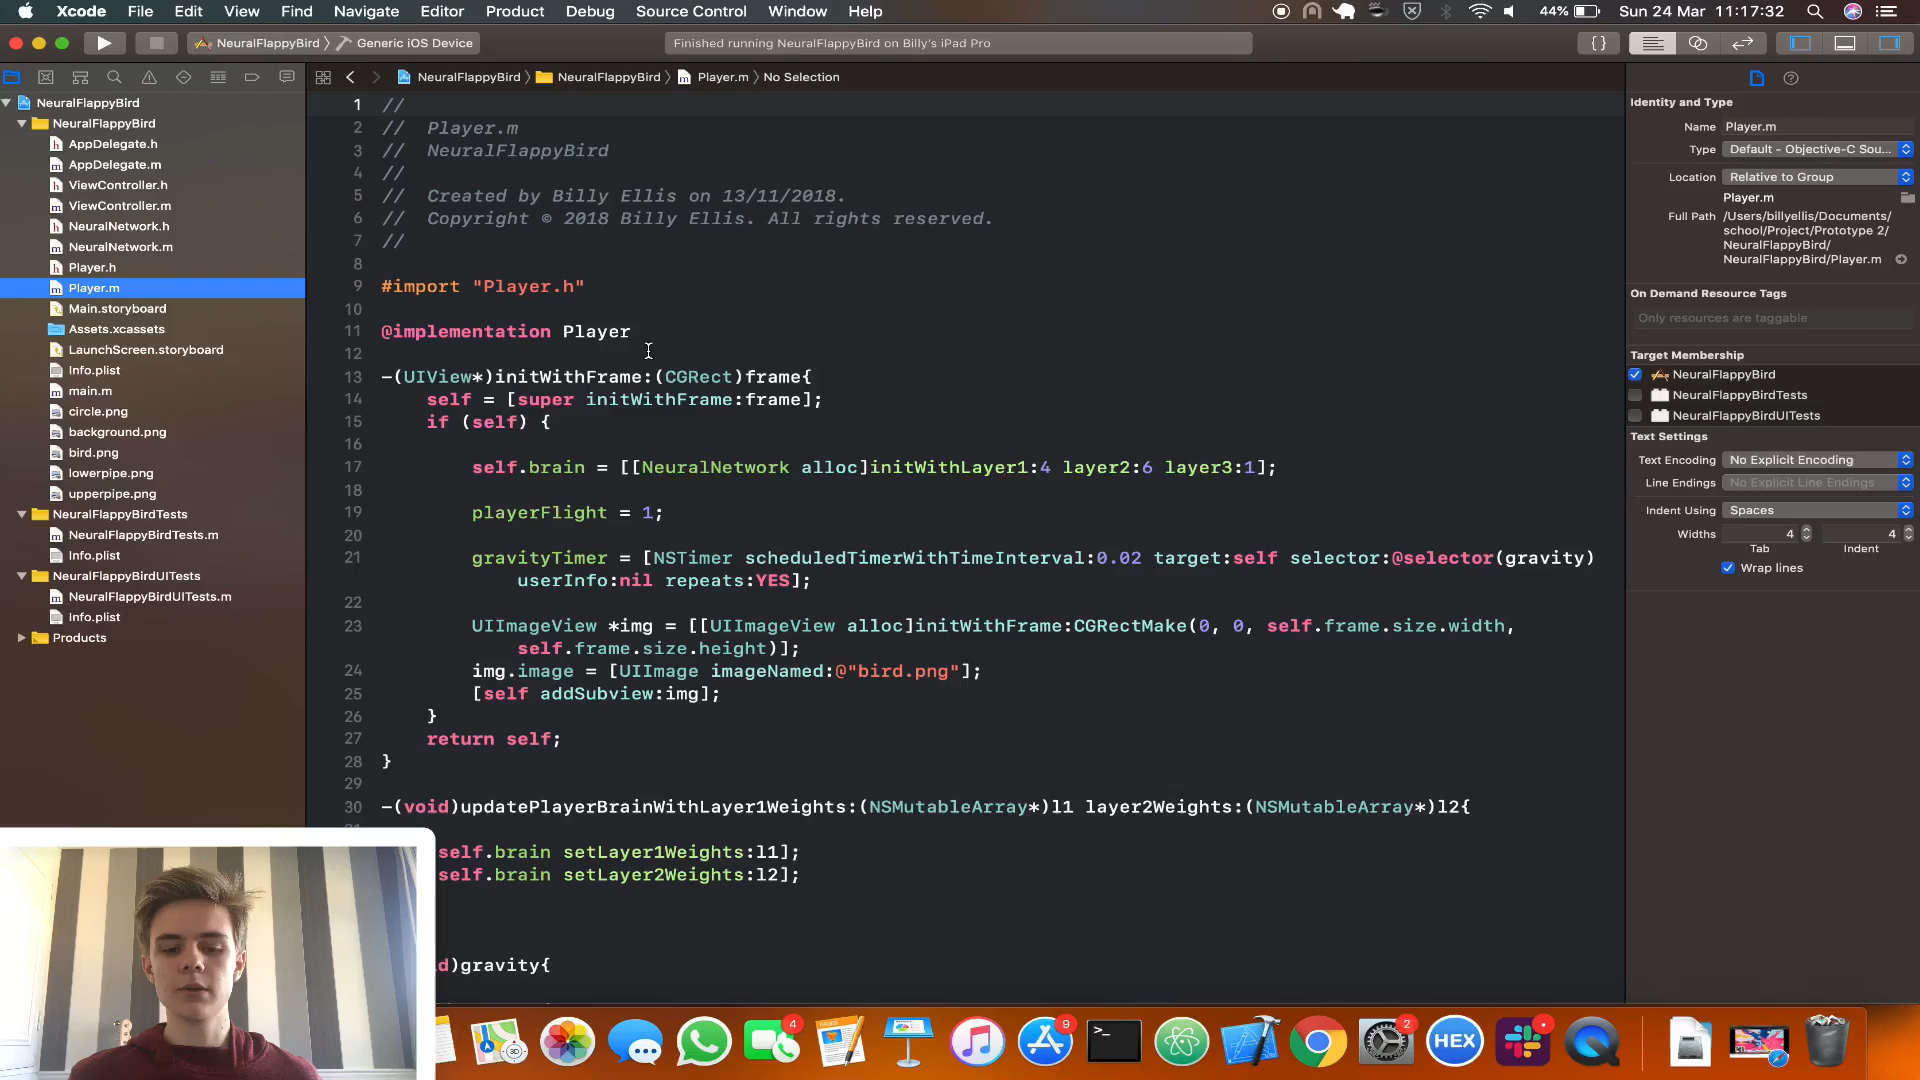 Xcode File Edit View Find Navigate Editor Product Debug Source Control Window Help 44% Sun 24 Mar 11:17:32
NeuralFlappyBird Generic iOS Device Finished running NeuralFlappyBird on Billy's iPad Pro {}
NeuralFlappyBird NeuralFlappyBird Player.m No Selection
NeuralFlappyBird
NeuralFlappyBird
AppDelegate.h
AppDelegate.m
ViewController.h
ViewController.m
NeuralNetwork.h
NeuralNetwork.m
Player.h
Player.m
Main.storyboard
Assets.xcassets
LaunchScreen.storyboard
Info.plist
main.m
circle.png
background.png
bird.png
lowerpipe.png
upperpipe.png
NeuralFlappyBirdTests
NeuralFlappyBirdTests.m
Info.plist
NeuralFlappyBirdUITests
NeuralFlappyBirdUITests.m
Info.plist
Products
1 //
2 // Player.m
3 // NeuralFlappyBird
4 //
5 // Created by Billy Ellis on 13/11/2018.
6 // Copyright © 2018 Billy Ellis. All rights reserved.
7 //
8
9 #import "Player.h"
10
11 @implementation Player
12
13 -(UIView*)initWithFrame:(CGRect)frame{
14 self = [super initWithFrame:frame];
15 if (self) {
16
17 self.brain = [[NeuralNetwork alloc]initWithLayer1:4 layer2:6 layer3:1];
18
19 playerFlight = 1;
20
21 gravityTimer = [NSTimer scheduledTimerWithTimeInterval:0.02 target:self selector:@selector(gravity)
userInfo:nil repeats:YES];
22
23 UIImageView *img = [[UIImageView alloc]initWithFrame:CGRectMake(0, 0, self.frame.size.width,
self.frame.size.height)];
24 img.image = [UIImage imageNamed:@"bird.png"];
25 [self addSubview:img];
26 }
27 return self;
28 }
29
30 -(void)updatePlayerBrainWithLayer1Weights:(NSMutableArray*)l1 layer2Weights:(NSMutableArray*)l2{
self.brain setLayer1Weights:l1];
self.brain setLayer2Weights:l2];
d)gravity{
Identity and Type
Name Player.m
Type Default - Objective-C Sou...
Location Relative to Group
Player.m
Full Path /Users/billyellis/Documents/
school/Project/Prototype 2/
NeuralFlappyBird/
NeuralFlappyBird/Player.m
On Demand Resource Tags
Only resources are taggable
Target Membership
NeuralFlappyBird
NeuralFlappyBirdTests
NeuralFlappyBirdUITests
Text Settings
Text Encoding No Explicit Encoding
Line Endings No Explicit Line Endings
Indent Using Spaces
Widths 4 4
Tab Indent
Wrap lines
3D
4
PAGES
9
>_
2
HEX